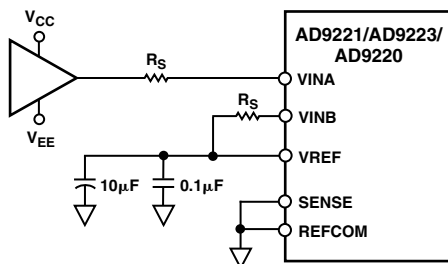 VCC
AD9221/AD9223/
AD9220
RS
VINA
RS
VINB
VEE
VREF
10µF
0.1µF
SENSE
REFCOM